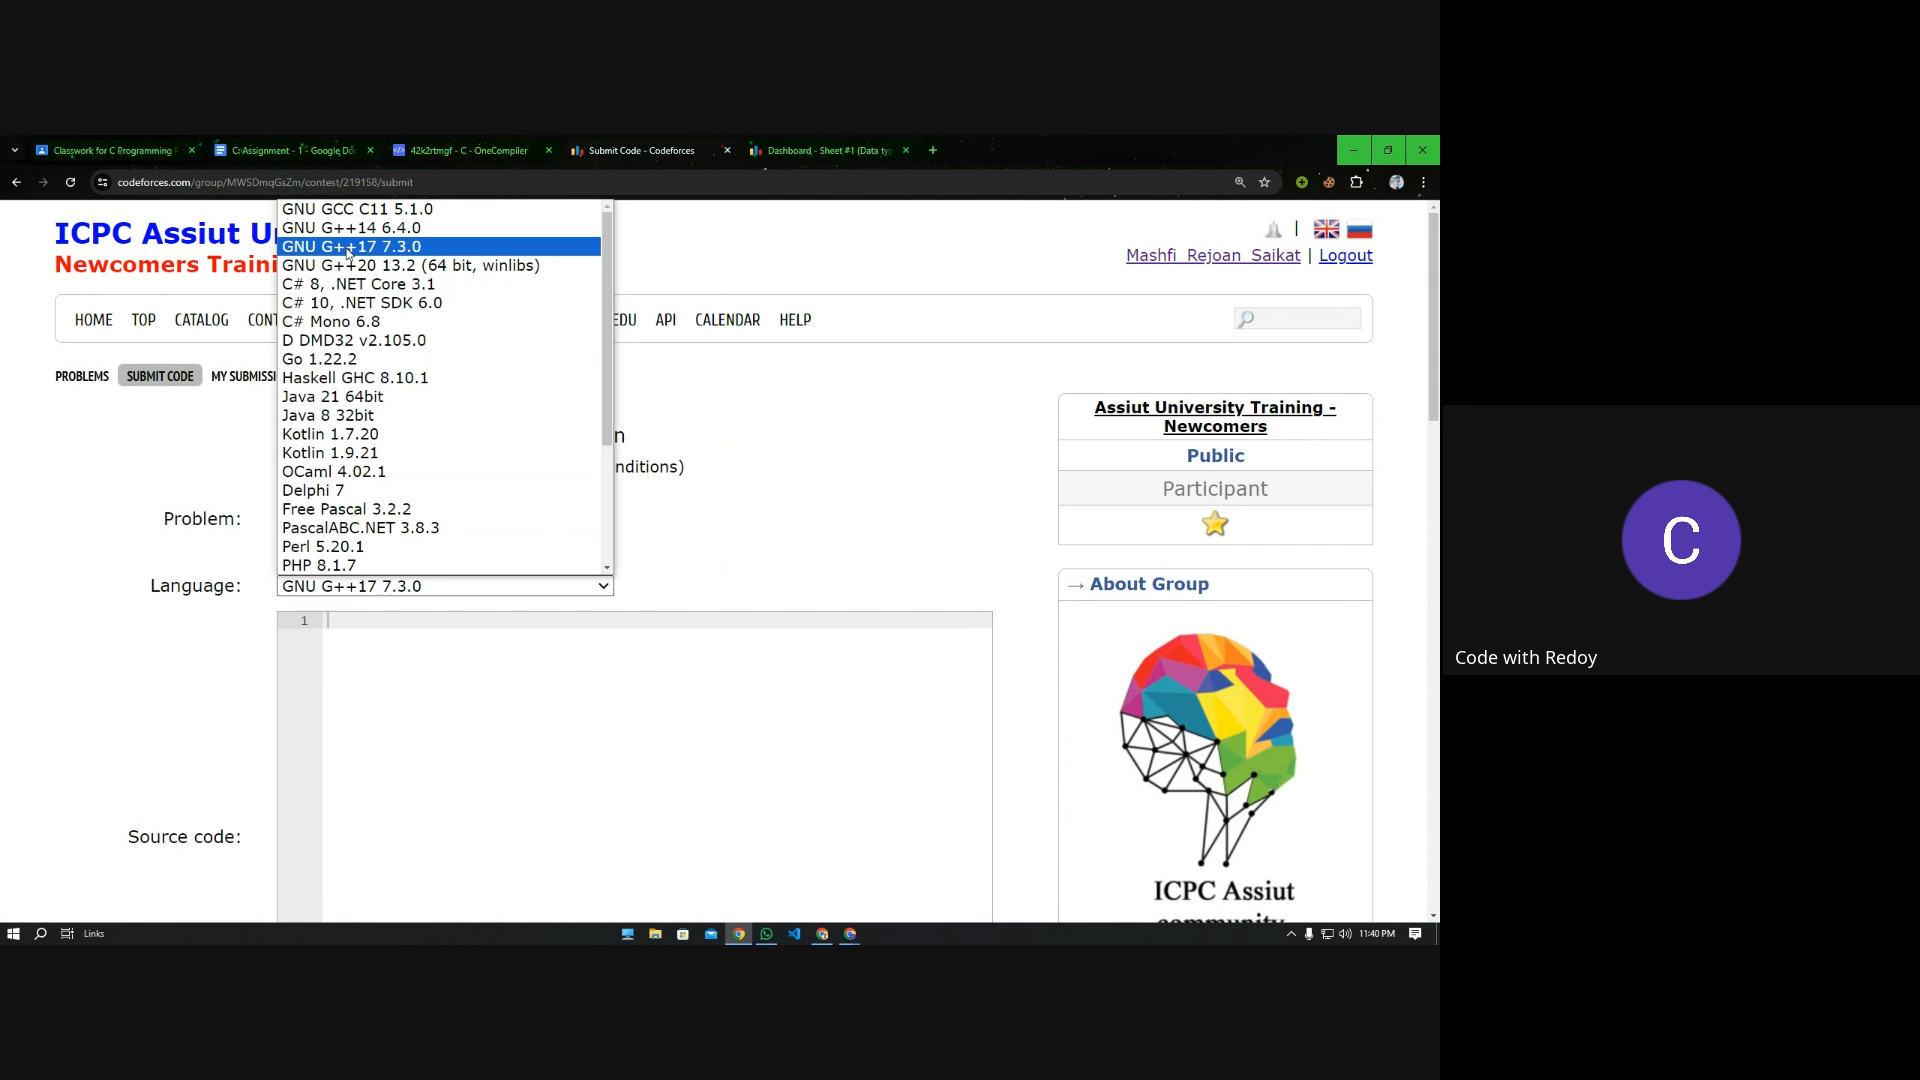 Classwork for C Programming F
C Assignment - 1 - Google Do
42k2rtmgf - C - OneCompiler
Submit Code - Codeforces
Dashboard - Sheet #1 (Data ty
codeforces.com/group/MWSDmqGsZm/contest/219158/submit
ICPC Assiut U
Newcomers Traini
Mashfi_Rejoan_Saikat | Logout
HOME TOP CATALOG CONT EDU API CALENDAR HELP
PROBLEMS SUBMIT CODE MY SUBMISSI
GNU GCC C11 5.1.0
GNU G++14 6.4.0
GNU G++17 7.3.0
GNU G++20 13.2 (64 bit, winlibs)
C# 8, .NET Core 3.1
C# 10, .NET SDK 6.0
C# Mono 6.8
D DMD32 v2.105.0
Go 1.22.2
Haskell GHC 8.10.1
Java 21 64bit
Java 8 32bit
Kotlin 1.7.20
Kotlin 1.9.21
OCaml 4.02.1
Delphi 7
Free Pascal 3.2.2
PascalABC.NET 3.8.3
Perl 5.20.1
PHP 8.1.7
n
nditions)
Problem:
Language:
GNU G++17 7.3.0
1
Source code:
Assiut University Training -
Newcomers
Public
Participant
→ About Group
ICPC Assiut
community
C
Code with Redoy
Links
11:40 PM